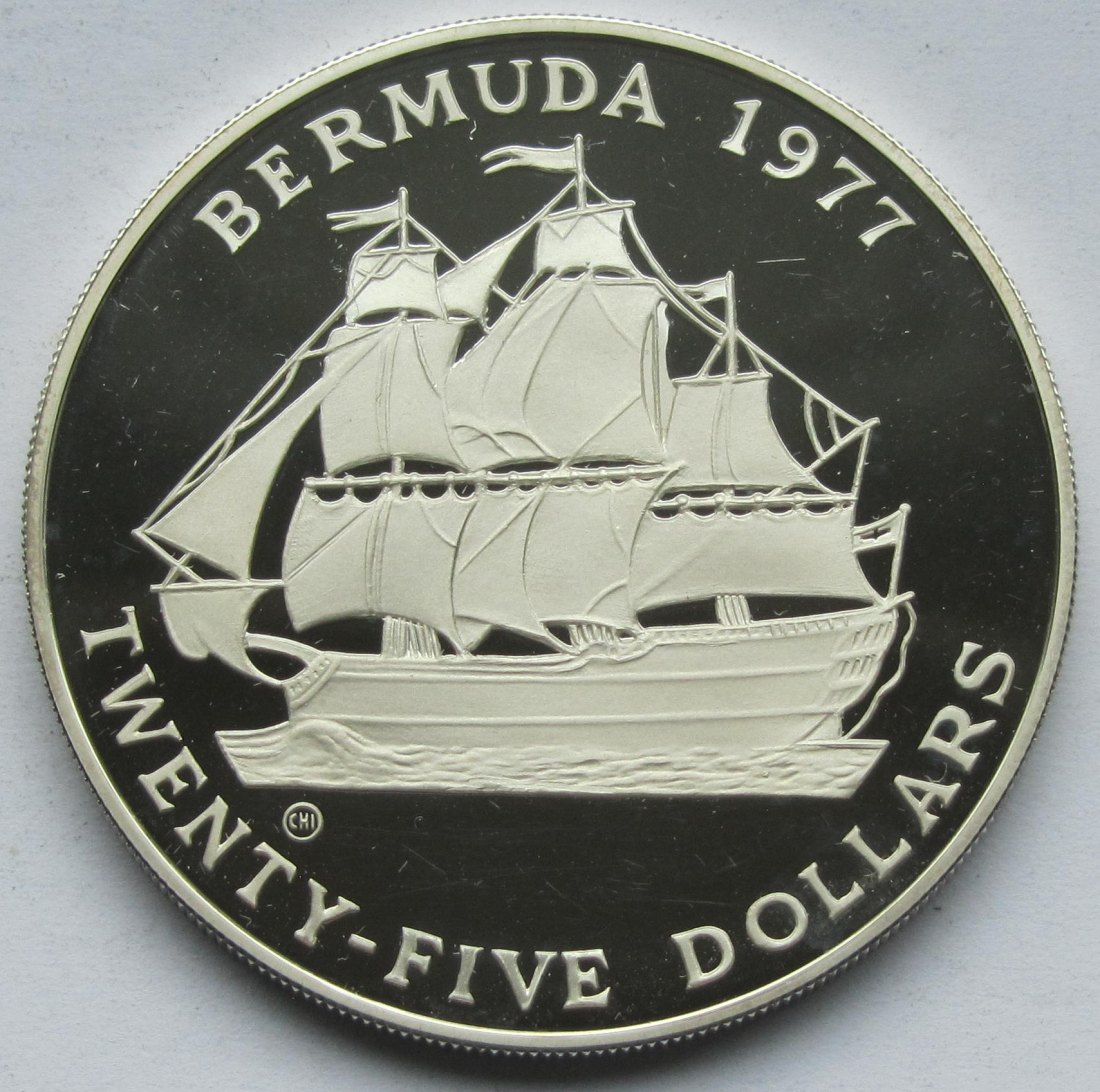 BERMUDA 1977
CHI
TWENTY-FIVE DOLLARS